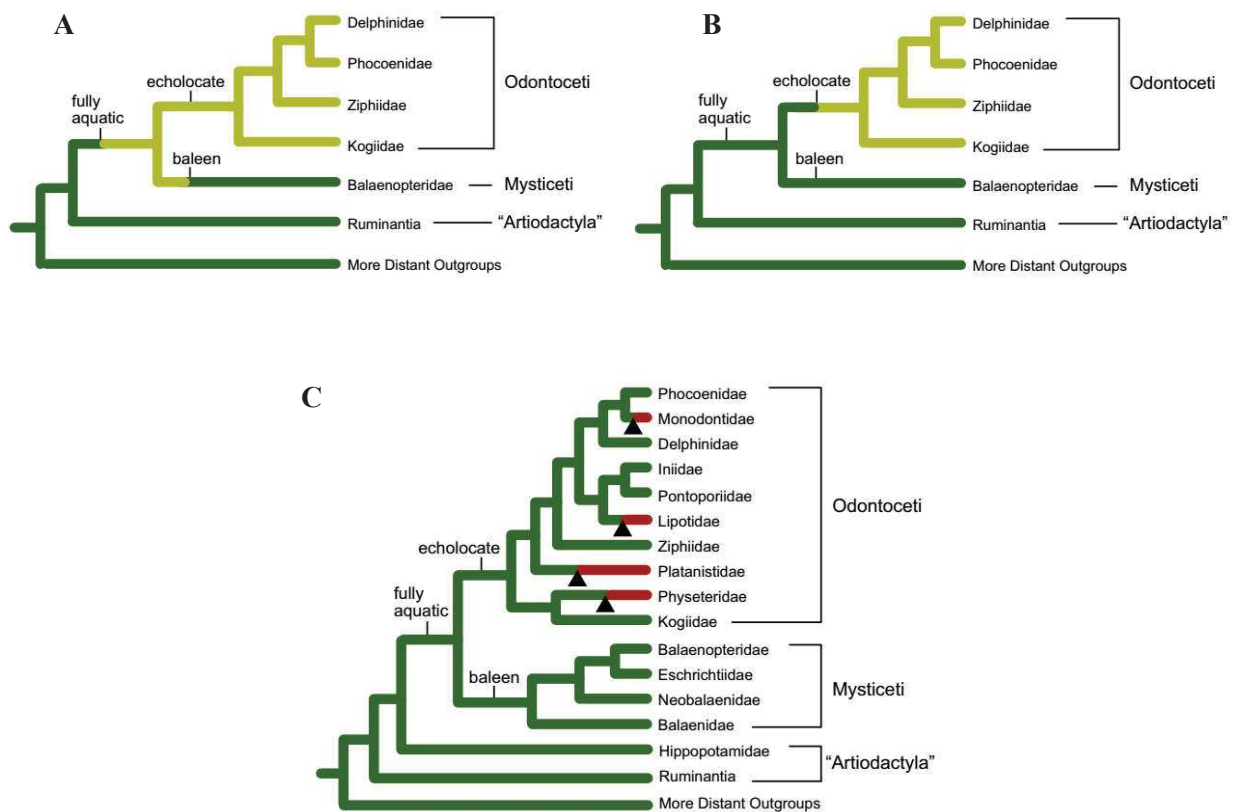 A
Delphinidae
Phocoenidae
echolocate
Odontoceti
fully
aquatic
Ziphiidae
Kogiidae
baleen
Balaenopteridae
Mysticeti
Ruminantia
“Artiodactyla”
More Distant Outgroups
B
Delphinidae
Phocoenidae
echolocate
Odontoceti
fully
aquatic
Ziphiidae
Kogiidae
baleen
Balaenopteridae
Mysticeti
Ruminantia
“Artiodactyla”
More Distant Outgroups
C
Phocoenidae
Monodontidae
Delphinidae
Iniidae
Pontoporiidae
Odontoceti
Lipotidae
echolocate
Ziphiidae
Platanistidae
fully
aquatic
Physeteridae
Kogiidae
Balaenopteridae
baleen
Eschrichtiidae
Mysticeti
Neobalaenidae
Balaenidae
Hippopotamidae
“Artiodactyla”
Ruminantia
More Distant Outgroups